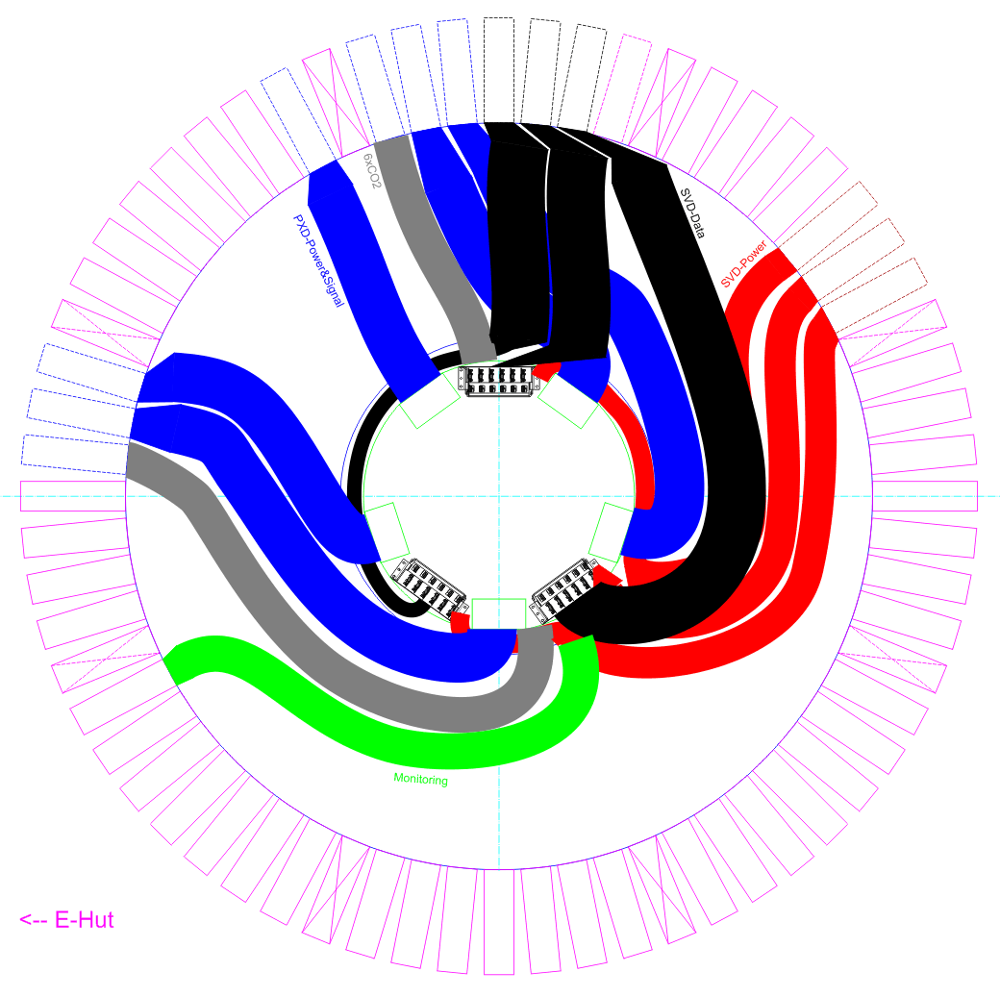 6xCO2
SVD-Data
PXD-Power&Signal
SVD-Power
Monitoring
<-- E-Hut